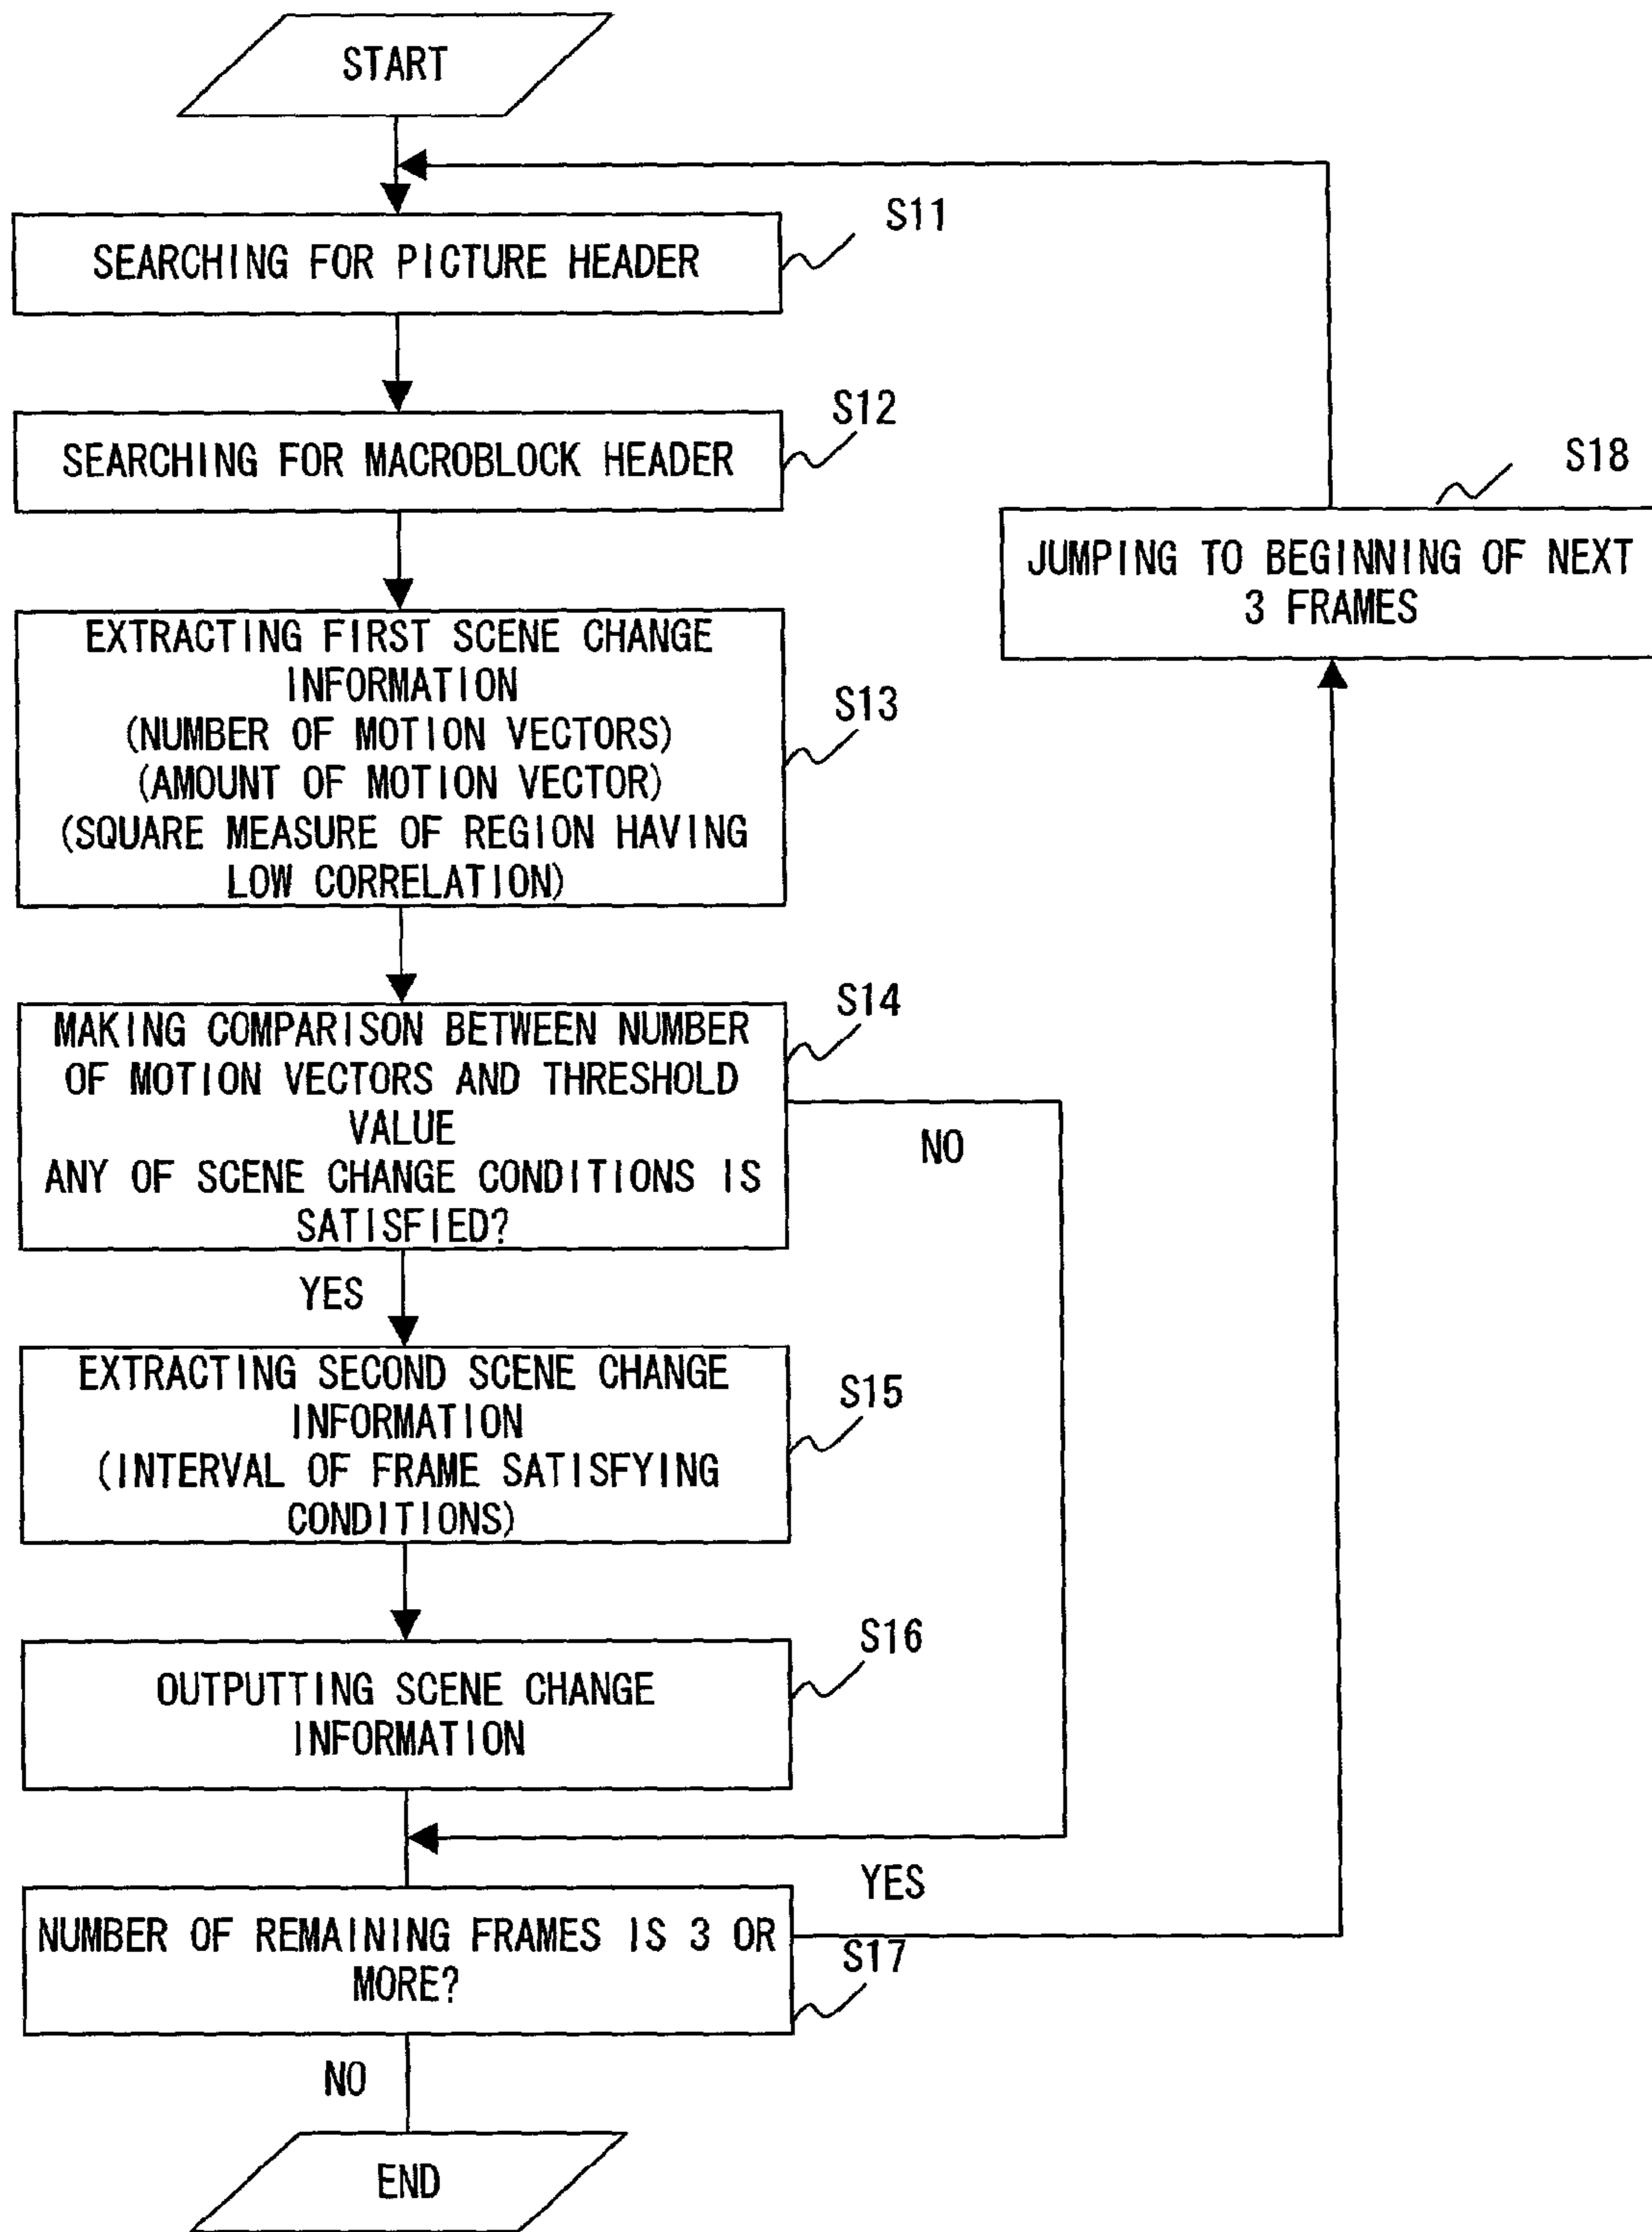 START
SEARCHING FOR PICTURE HEADER
S11
SEARCHING FOR MACROBLOCK HEADER
S12
EXTRACTING FIRST SCENE CHANGE
INFORMATION
(NUMBER OF MOTION VECTORS)
(AMOUNT OF MOTION VECTOR)
(SQUARE MEASURE OF REGION HAVING
LOW CORRELATION)
S13
MAKING COMPARISON BETWEEN NUMBER
OF MOTION VECTORS AND THRESHOLD
VALUE
ANY OF SCENE CHANGE CONDITIONS IS
SATISFIED?
S14
NO
YES
EXTRACTING SECOND SCENE CHANGE
INFORMATION
(INTERVAL OF FRAME SATISFYING
CONDITIONS)
S15
OUTPUTTING SCENE CHANGE
INFORMATION
S16
NUMBER OF REMAINING FRAMES IS 3 OR
MORE?
YES
S17
NO
END
S18
JUMPING TO BEGINNING OF NEXT
3 FRAMES